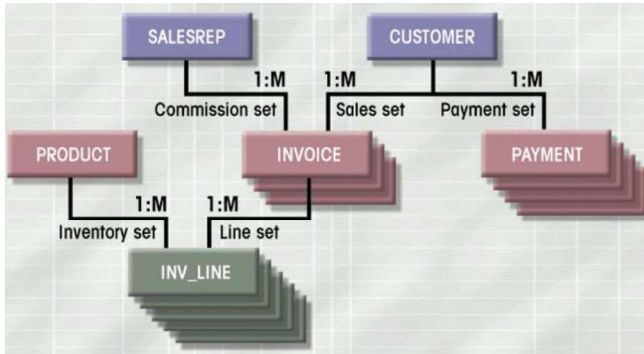 SALESREP CUSTOMER
1:M 1:M 1:M
Commission set Sales set Payment set
PRODUCT INVOICE PAYMENT
1:M 1:M
Inventory set Line set
INV_LINE